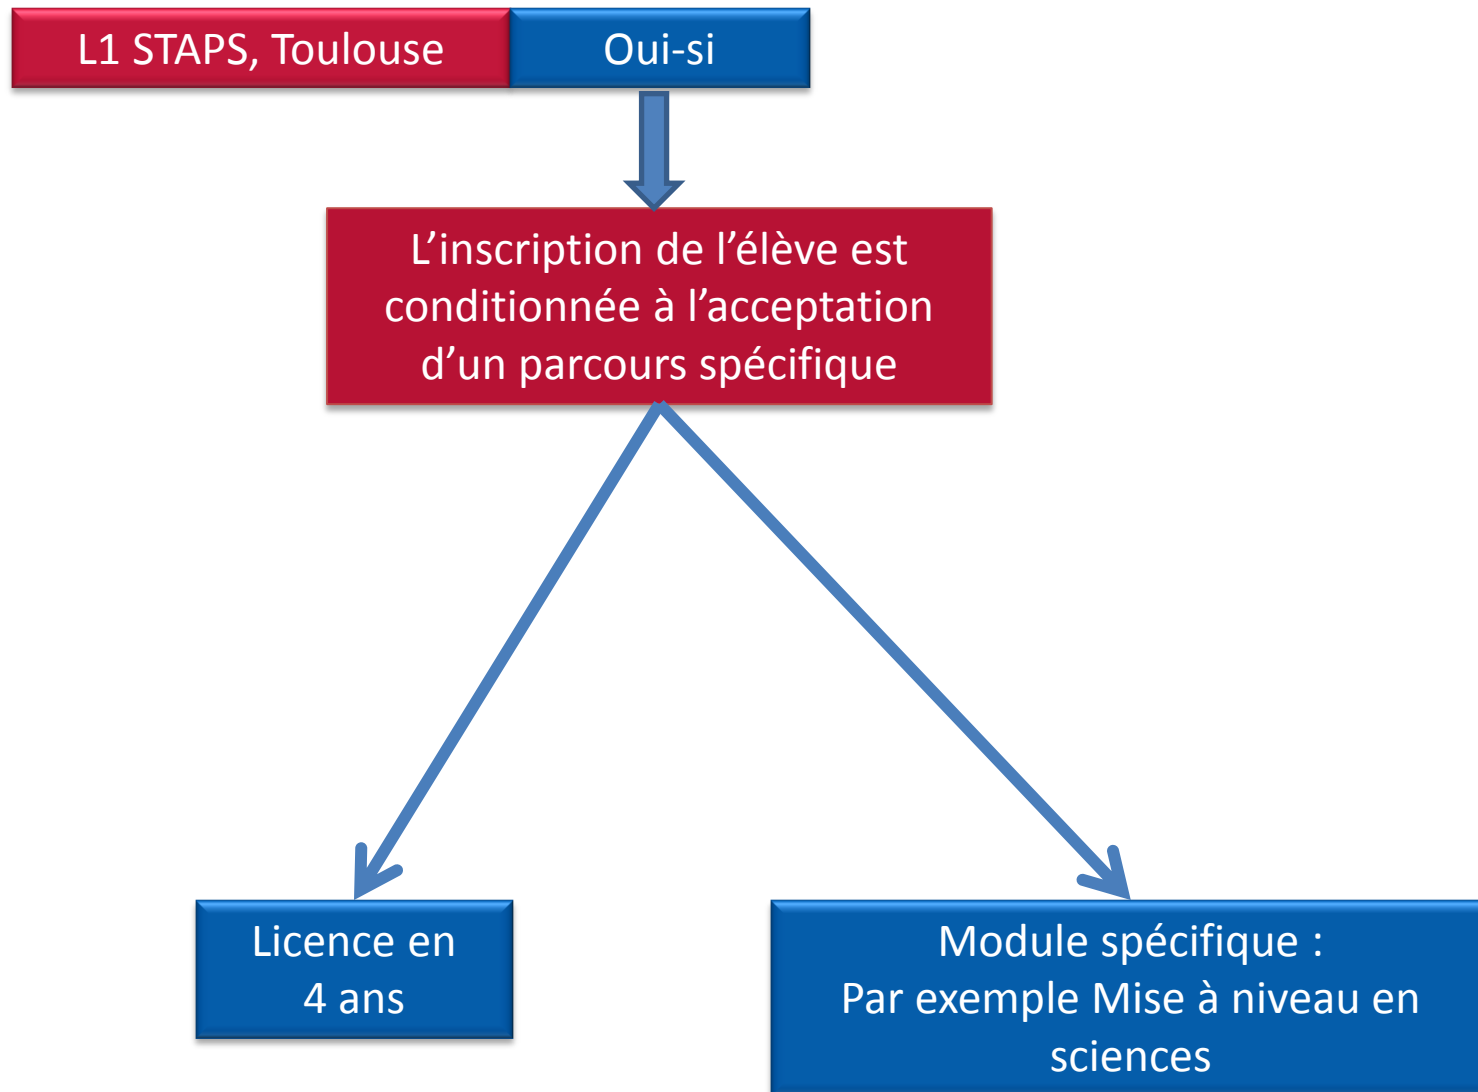 L1 STAPS, Toulouse
Oui-si
L’inscription de l’élève est
conditionnée à l’acceptation
d’un parcours spécifique
Licence en
4 ans
Module spécifique :
Par exemple Mise à niveau en
sciences